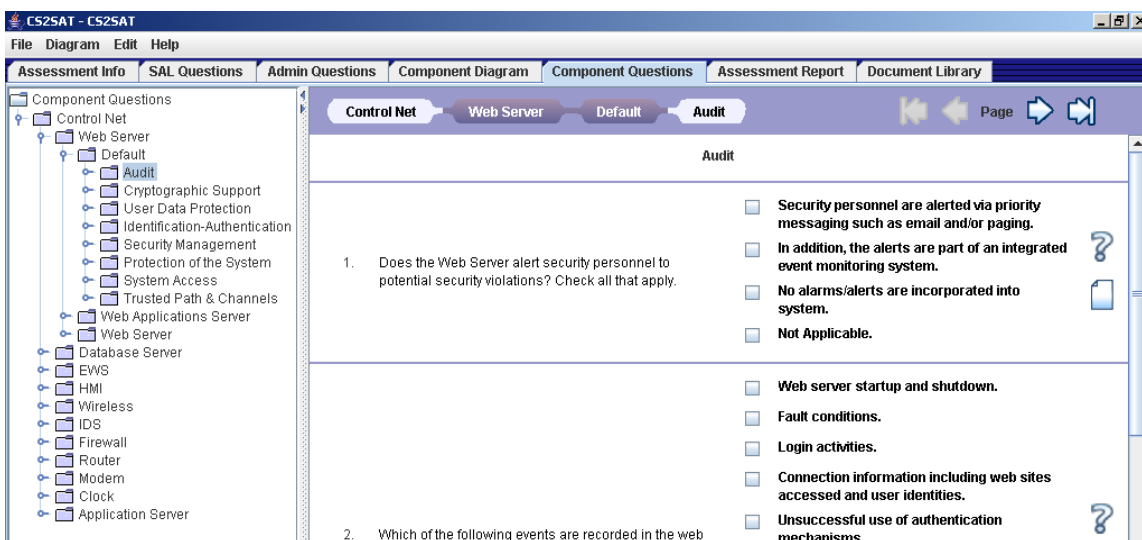 CS2SAT - CS2SAT
File Diagram Edit Help
Assessment Info SAL Questions Admin Questions Component Diagram Component Questions Assessment Report Document Library
Component Questions
Control Net
Web Server
Default
Audit
Cryptographic Support
User Data Protection
Identification-Authentication
Security Management
Protection of the System
System Access
Trusted Path & Channels
Web Applications Server
Web Server
Database Server
EWS
HMI
Wireless
IDS
Firewall
Router
Modem
Clock
Application Server
Control Net Web Server Default Audit Page
Audit
1. Does the Web Server alert security personnel to
potential security violations? Check all that apply.
Security personnel are alerted via priority
messaging such as email and/or paging.
In addition, the alerts are part of an integrated
event monitoring system.
No alarms/alerts are incorporated into
system.
Not Applicable.
2. Which of the following events are recorded in the web
Web server startup and shutdown.
Fault conditions.
Login activities.
Connection information including web sites
accessed and user identities.
Unsuccessful use of authentication
mechanisms.